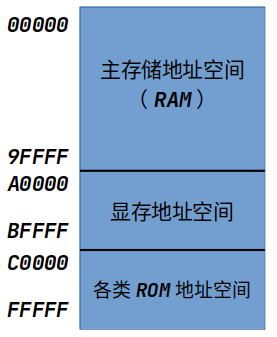 00000
主存储地址空间
（ RAM ）
9FFFF
A0000
显存地址空间
BFFFF
C0000
各类 ROM 地址空间
FFFFF